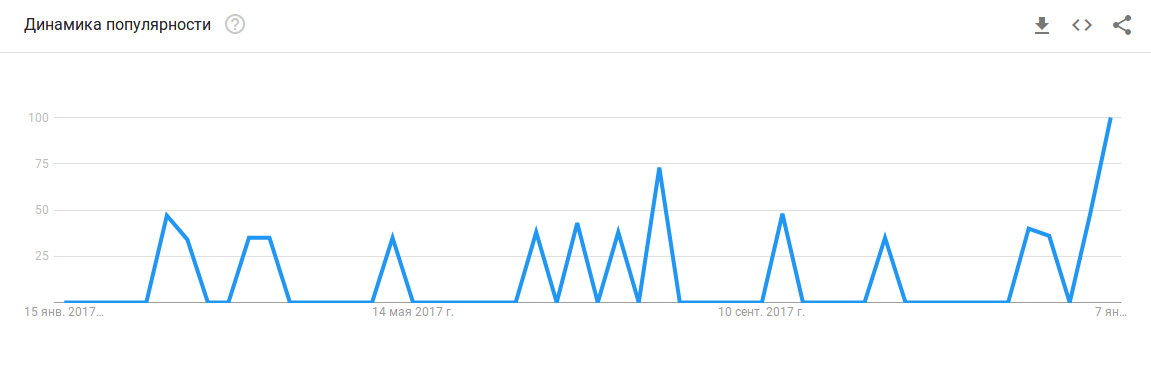 Динамика популярности ?
100
75
50
25
15 янв. 2017…
14 мая 2017 г.
10 сент. 2017 г.
7 ян…